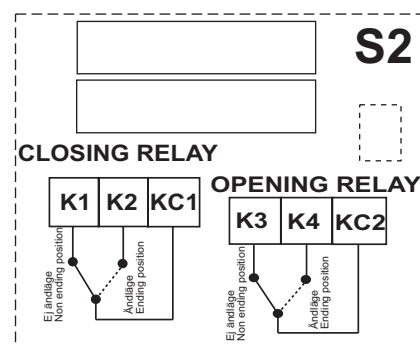 S2
CLOSING RELAY
K1 K2 KC1
Ej ändläge
Non ending position
Ändläge
Ending position
OPENING RELAY
K3 K4 KC2
Ej ändläge
Non ending position
Ändläge
Ending position